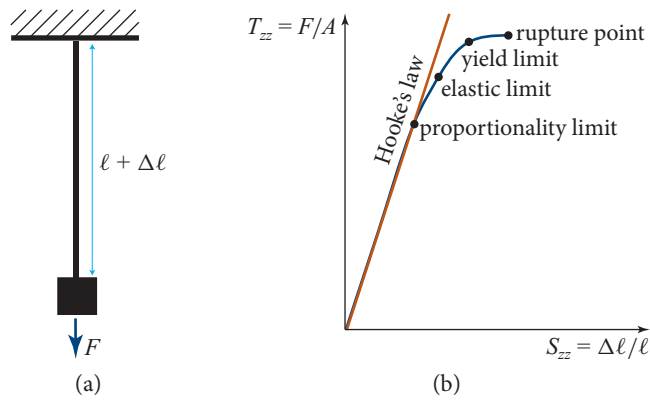 ℓ + Δℓ
F
(a)
T_zz = F/A
rupture point
yield limit
elastic limit
proportionality limit
Hooke's law
S_zz = Δℓ/ℓ
(b)